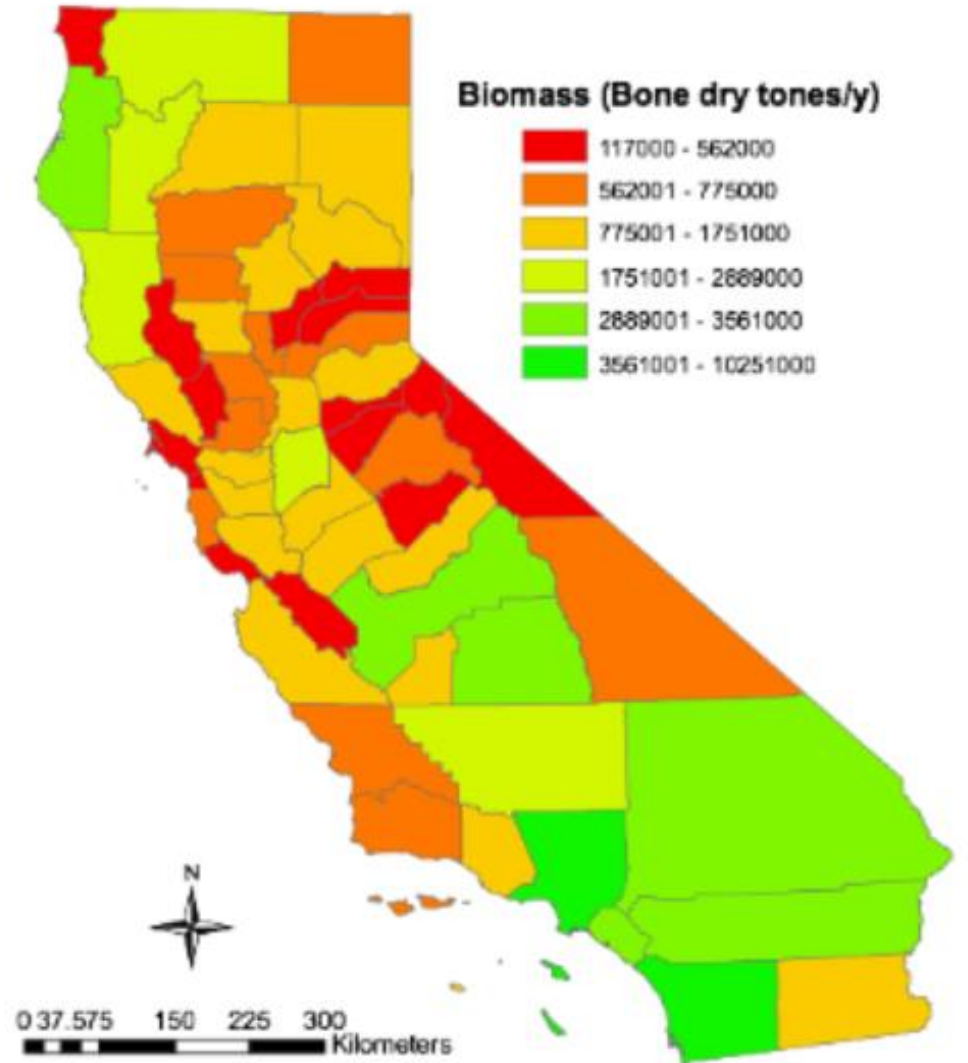 Biomass (Bone dry tones/y)
117000 - 562000
562001 - 775000
775001 - 1751000
1751001 - 2889000
2889001 - 3561000
3561001 - 10251000
N
0 37.575 150 225 300
Kilometers